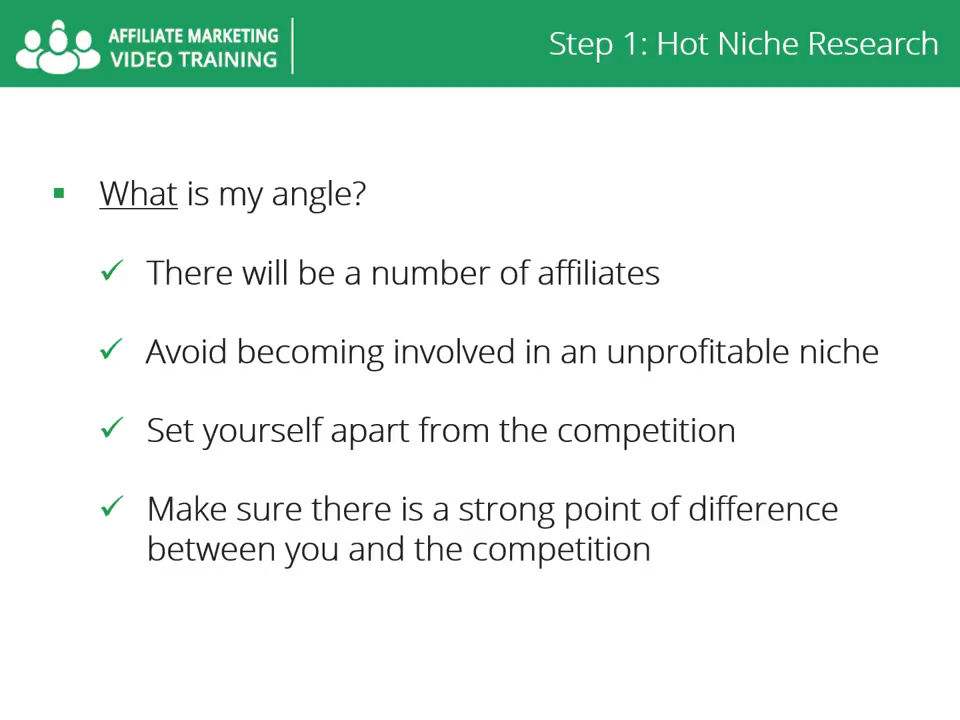 AFFILIATE MARKETING
VIDEO TRAINING
Step 1: Hot Niche Research
What is my angle?
There will be a number of affiliates
Avoid becoming involved in an unprofitable niche
Set yourself apart from the competition
Make sure there is a strong point of difference
between you and the competition